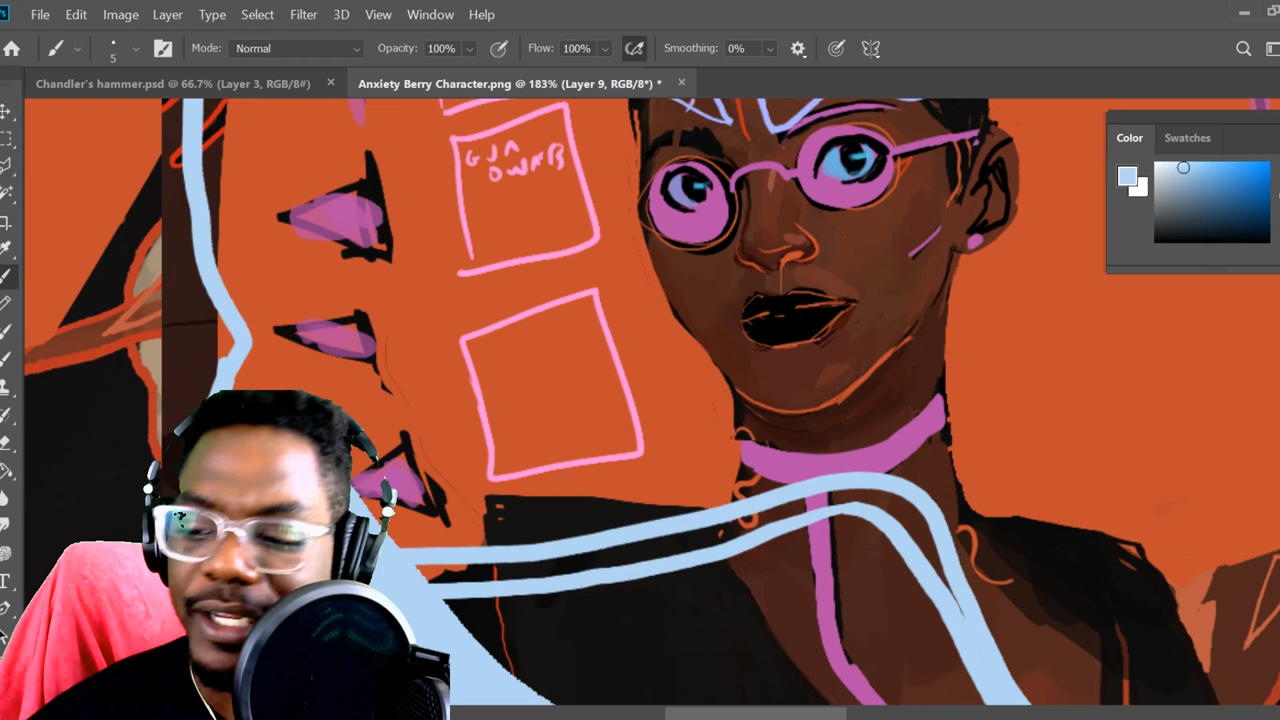 Ps File Edit Image Layer Type Select Filter 3D View Window Help
5 Mode: Normal Opacity: 100% Flow: 100% Smoothing: 0%
Chandler's hammer.psd @ 66.7% (Layer 3, RGB/8#) × Anxiety Berry Character.png @ 183% (Layer 9, RGB/8*) * ×
Color Swatches